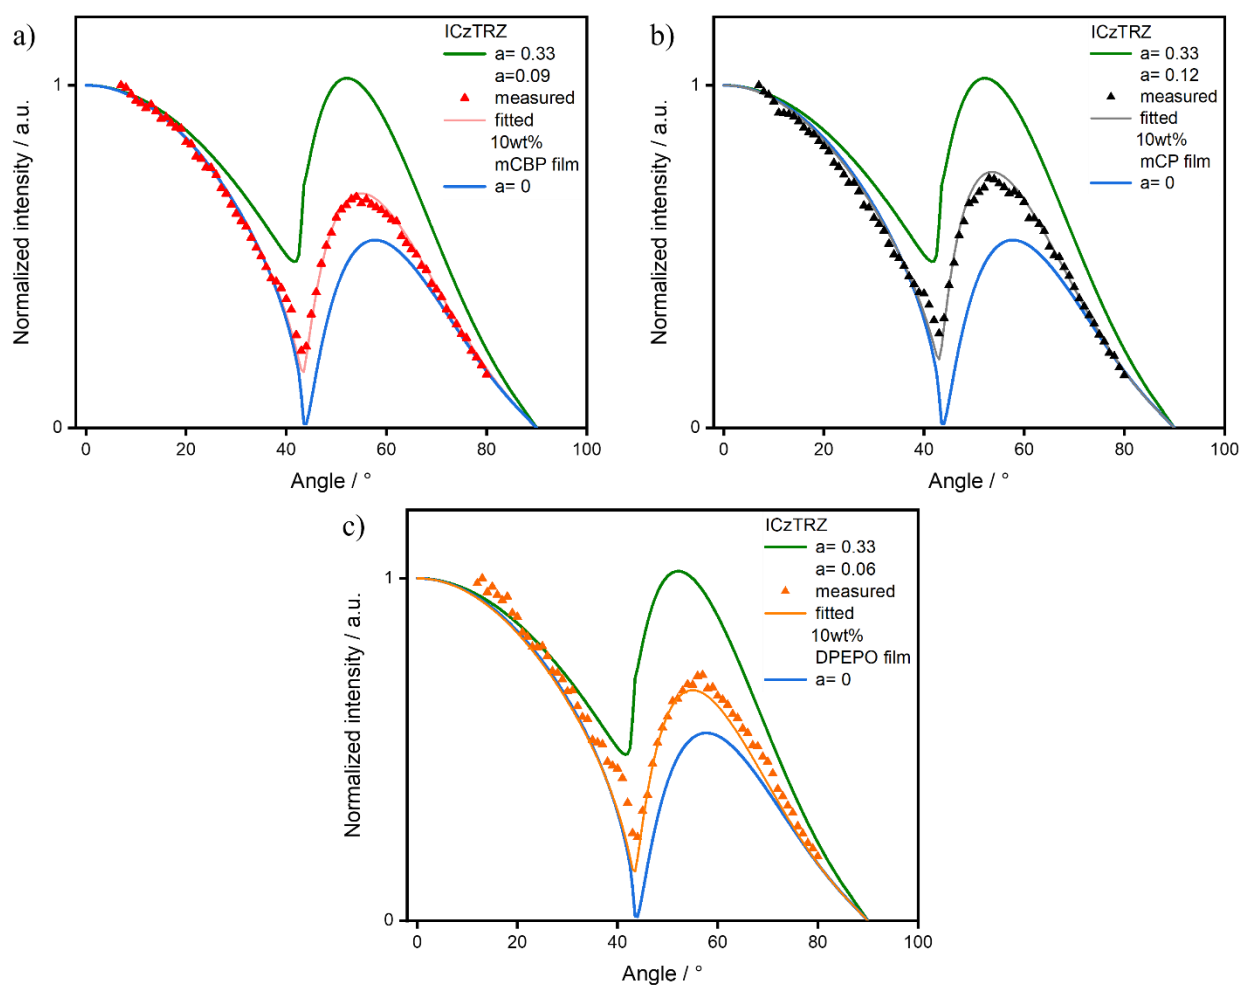 a)
ICzTRZ
a= 0.33
a=0.09
measured
fitted
10wt%
mCBP film
a= 0
1
0
Normalized intensity / a.u.
0 20 40 60 80 100
Angle / °
b)
ICzTRZ
a= 0.33
a= 0.12
measured
fitted
10wt%
mCP film
a= 0
1
0
Normalized intensity / a.u.
0 20 40 60 80 100
Angle / °
c)
ICzTRZ
a= 0.33
a= 0.06
measured
fitted
10wt%
DPEPO film
a= 0
1
0
Normalized intensity / a.u.
0 20 40 60 80 100
Angle / °